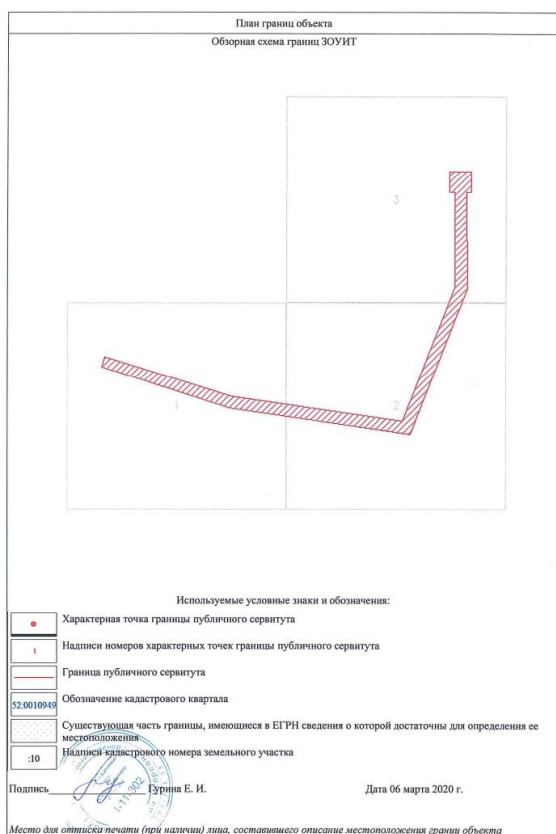 План границ объекта
Обзорная схема границ ЗОУИТ
3
1
2
Используемые условные знаки и обозначения:
Характерная точка границы публичного сервитута
1
Надписи номеров характерных точек границы публичного сервитута
Граница публичного сервитута
52:0010949
Обозначение кадастрового квартала
Существующая часть границы, имеющиеся в ЕГРН сведения о которой достаточны для определения ее
местоположения
:10
Надписи кадастрового номера земельного участка
Подпись Гурина Е. И. Дата 06 марта 2020 г.
Место для оттиска печати (при наличии) лица, составившего описание местоположения границ объекта